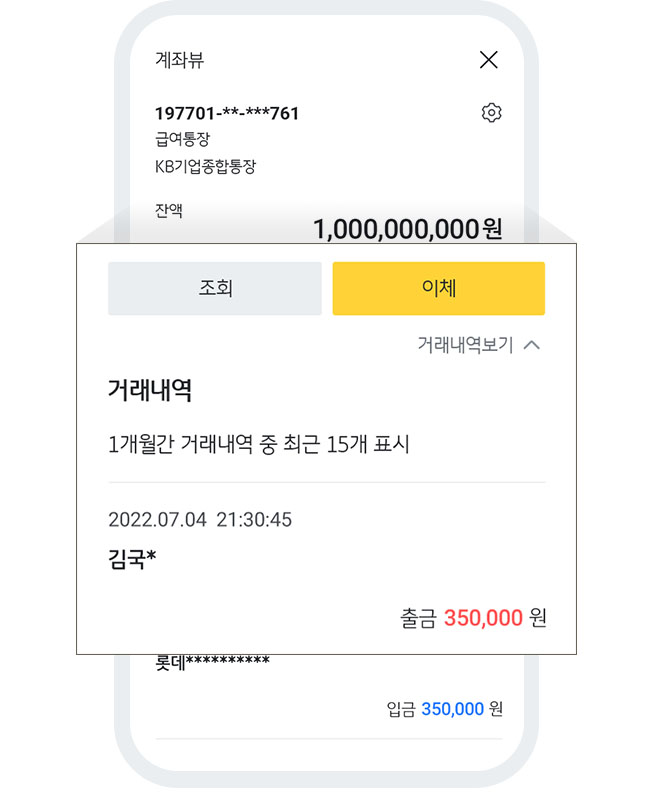 계좌뷰
197701-**-***761
급여통장
KB기업종합통장
잔액
1,000,000,000원
조회 이체
거래내역보기
거래내역
1개월간 거래내역 중 최근 15개 표시
2022.07.04 21:30:45
김국*
출금 350,000 원
롯데**********
입금 350,000 원